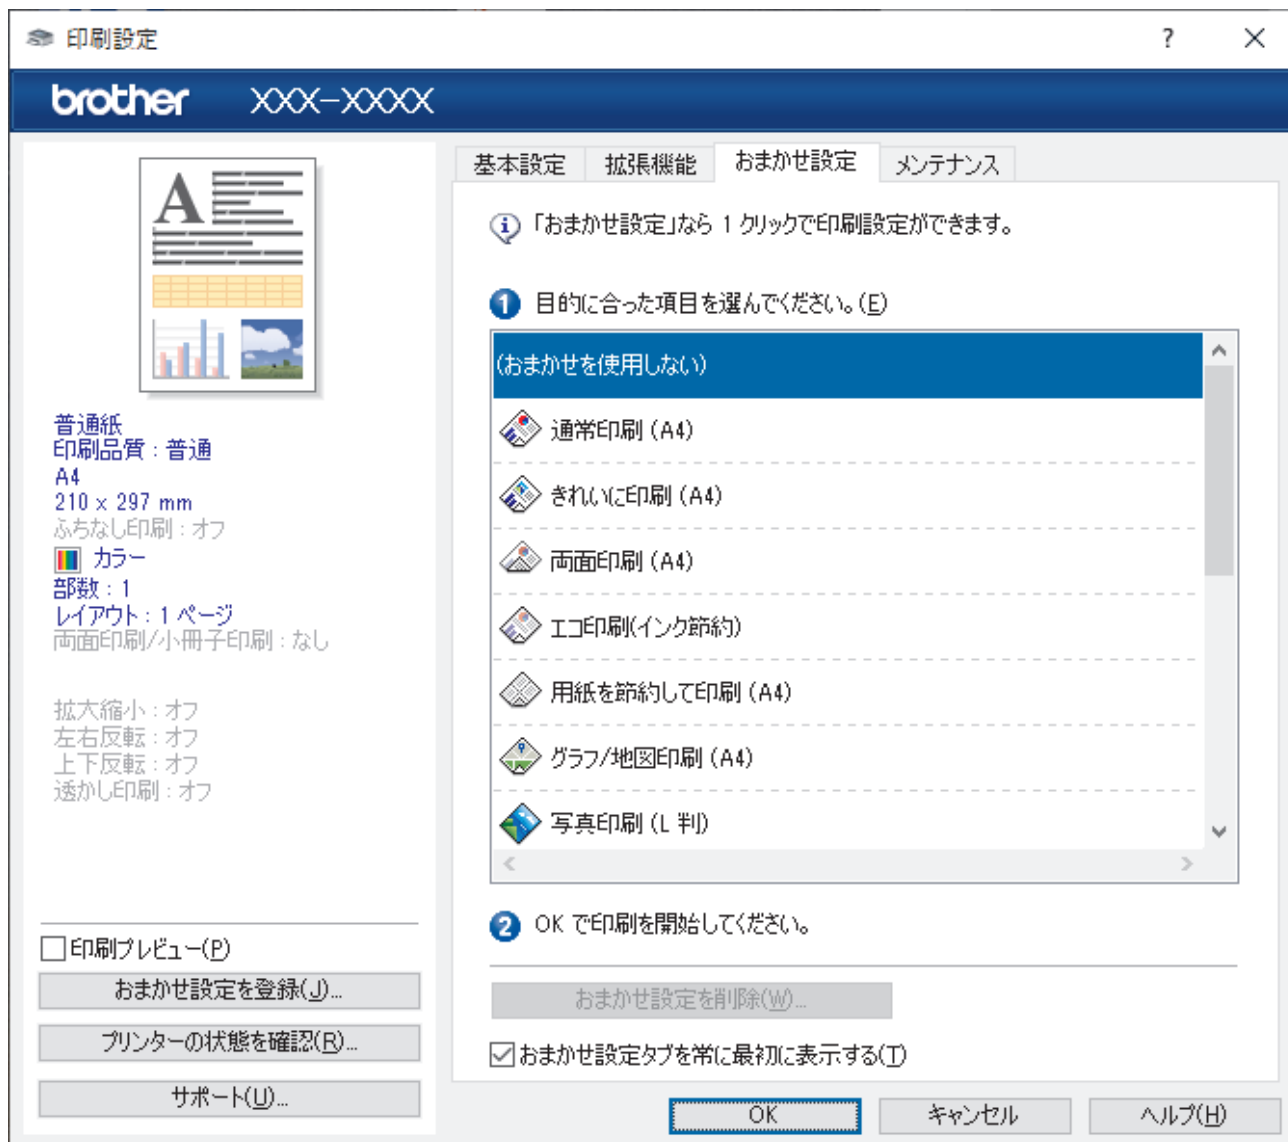 印刷設定
?
brother XXX-XXXX
A
普通紙
印刷品質 : 普通
A4
210 x 297 mm
ふちなし印刷 : オフ
カラー
部数 : 1
レイアウト : 1 ページ
両面印刷/小冊子印刷 : なし
拡大縮小 : オフ
左右反転 : オフ
上下反転 : オフ
透かし印刷 : オフ
印刷プレビュー(P)
おまかせ設定を登録(J)...
プリンターの状態を確認(R)...
サポート(U)...
基本設定 拡張機能 おまかせ設定 メンテナンス
「おまかせ設定」なら 1 クリックで印刷設定ができます。
1 目的に合った項目を選んでください。(E)
(おまかせを使用しない)
通常印刷 (A4)
きれいに印刷 (A4)
両面印刷 (A4)
エコ印刷(インク節約)
用紙を節約して印刷 (A4)
グラフ/地図印刷 (A4)
写真印刷 (L 判)
2 OK で印刷を開始してください。
おまかせ設定を削除(W)...
おまかせ設定タブを常に最初に表示する(T)
OK キャンセル ヘルプ(H)